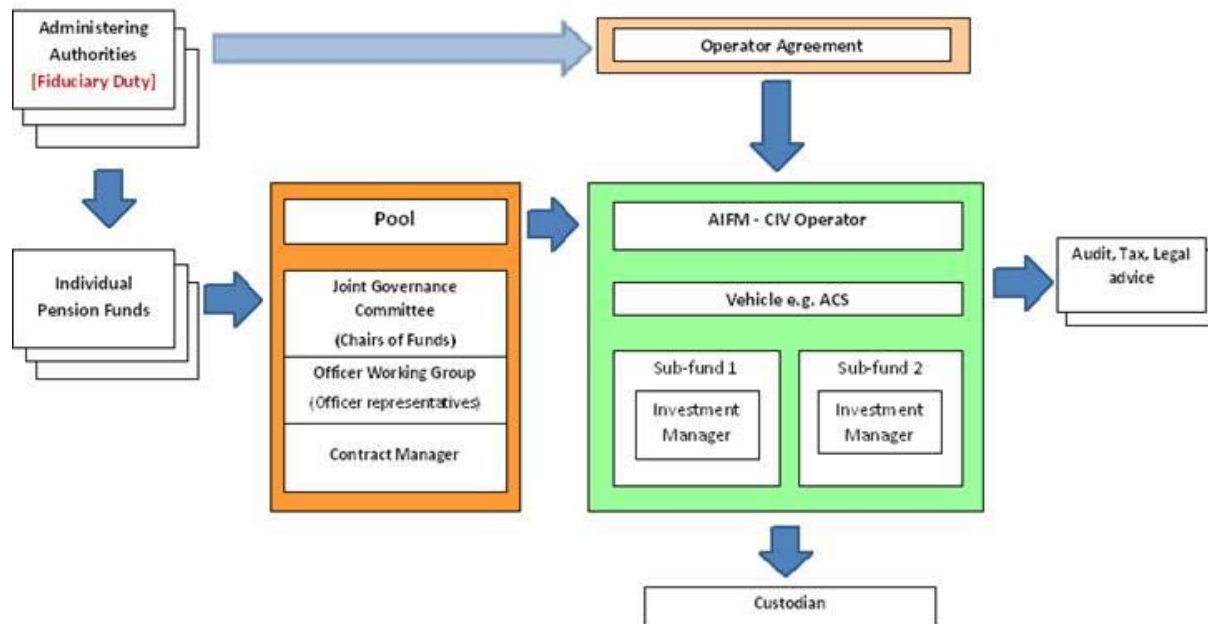 Administering
Authorities
[Fiduciary Duty]
Operator Agreement
Individual
Pension Funds
Pool
Joint Governance
Committee
(Chairs of Funds)
Officer Working Group
(Officer representatives)
Contract Manager
AIFM - CIV Operator
Vehicle e.g. ACS
Sub-fund 1
Investment
Manager
Sub-fund 2
Investment
Manager
Audit, Tax, Legal
advice
Custodian